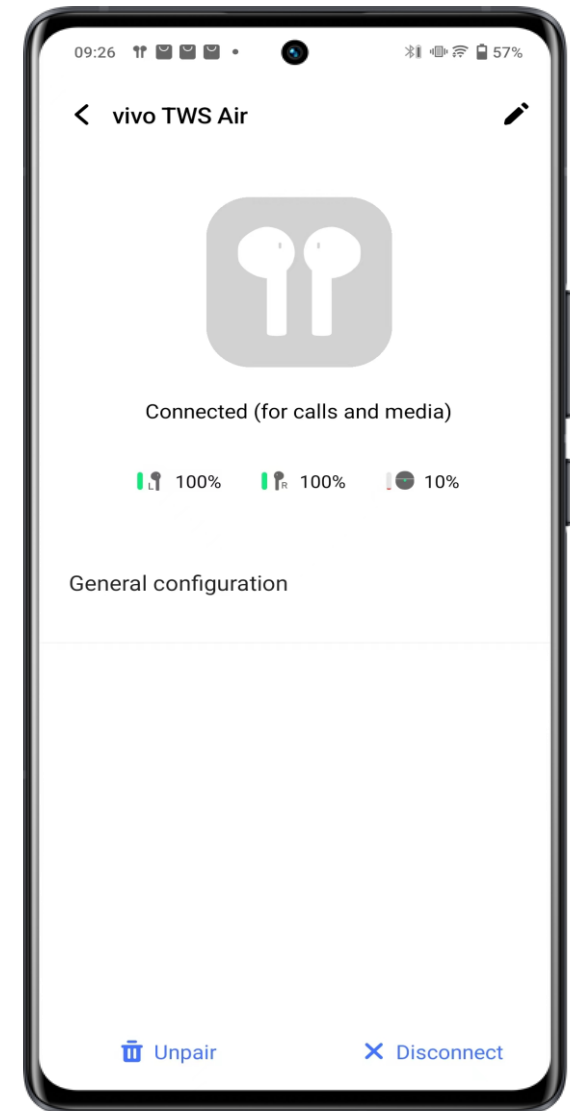 09:26 57%
vivo TWS Air
Connected (for calls and media)
L 100% R 100% 10%
General configuration
Unpair Disconnect